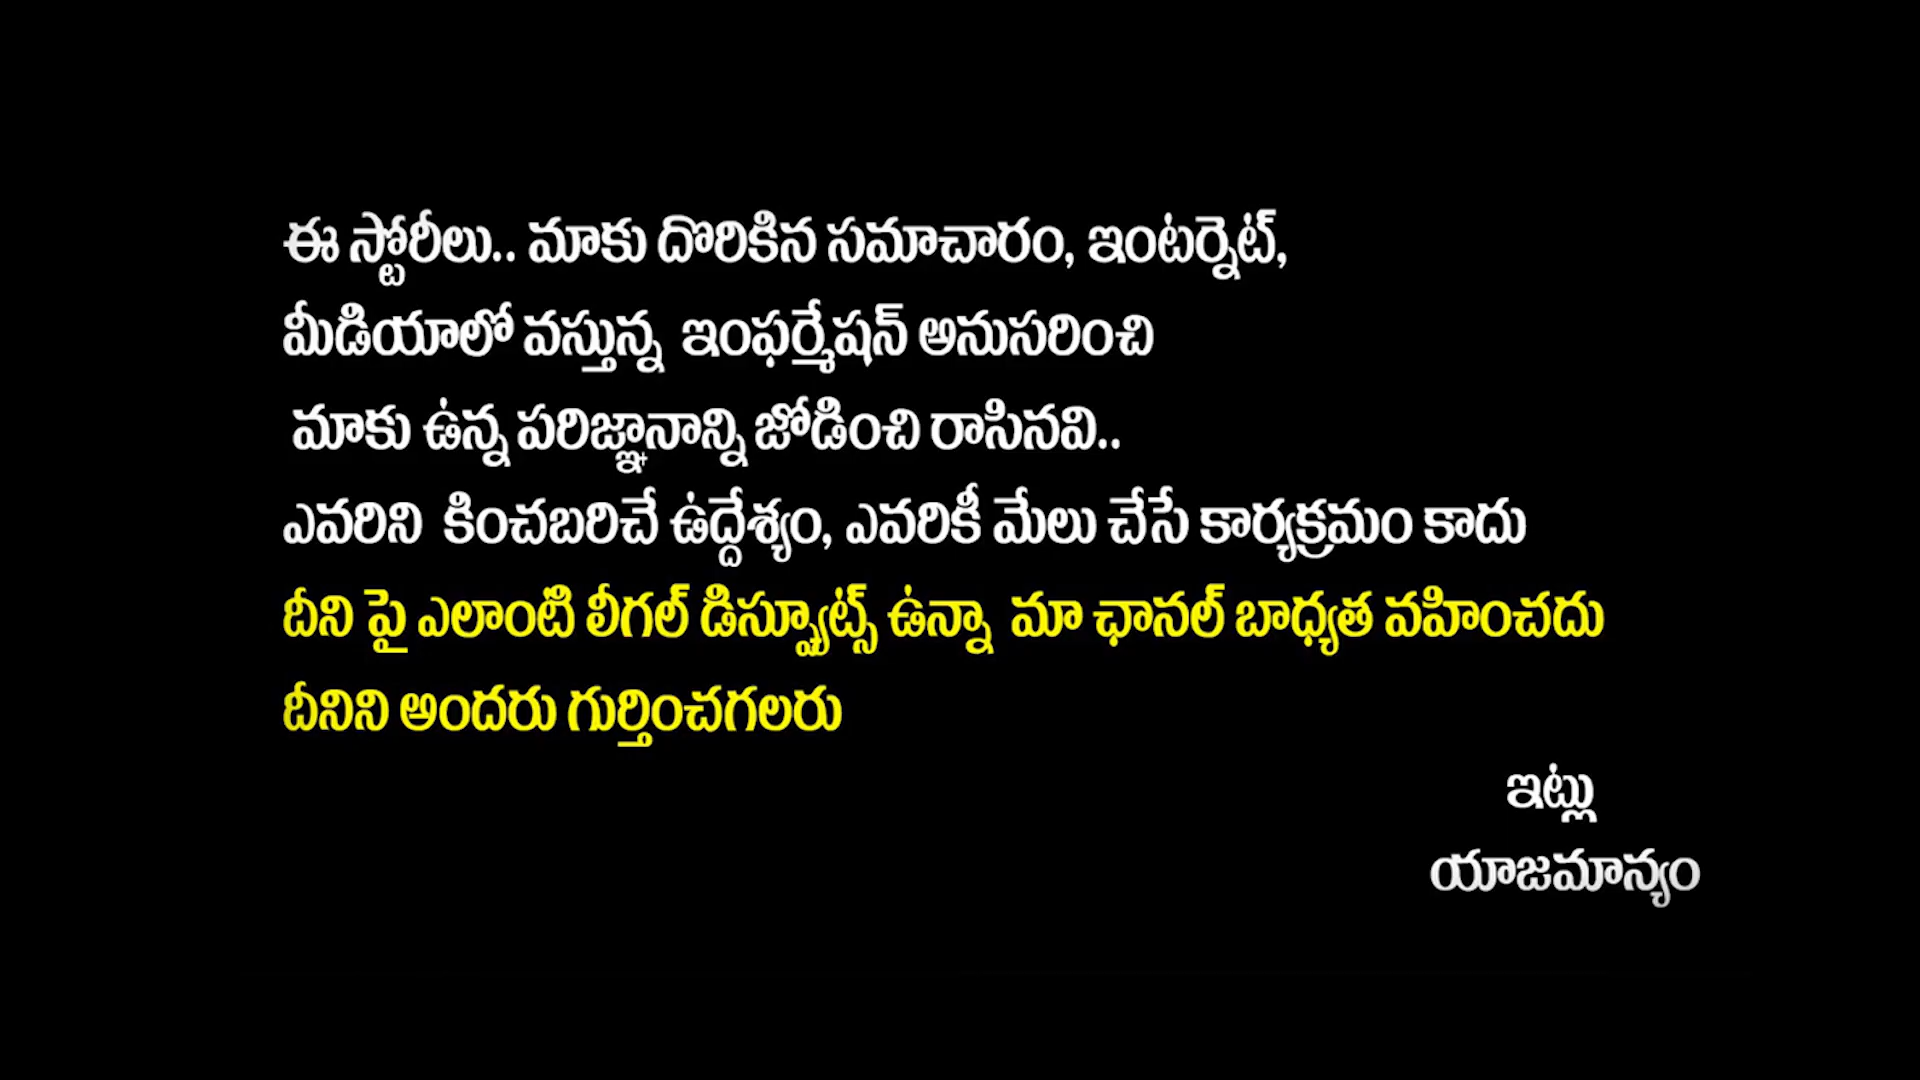 ఈ స్టోరీలు.. మాకు దొరికిన సమాచారం, ఇంటర్నెట్,
మీడియాలో వస్తున్న ఇంఫర్మేషన్ అనుసరించి
మాకు ఉన్న పరిజ్ఞానాన్ని జోడించి రాసినవి..
ఎవరిని కించబరిచే ఉద్దేశ్యం, ఎవరికీ మేలు చేసే కార్యక్రమం కాదు
దీని పై ఎలాంటి లీగల్ డిస్ప్యూట్స్ ఉన్నా మా ఛానల్ బాధ్యత వహించదు
దీనిని అందరు గుర్తించగలరు
ఇట్లు
యాజమాన్యం